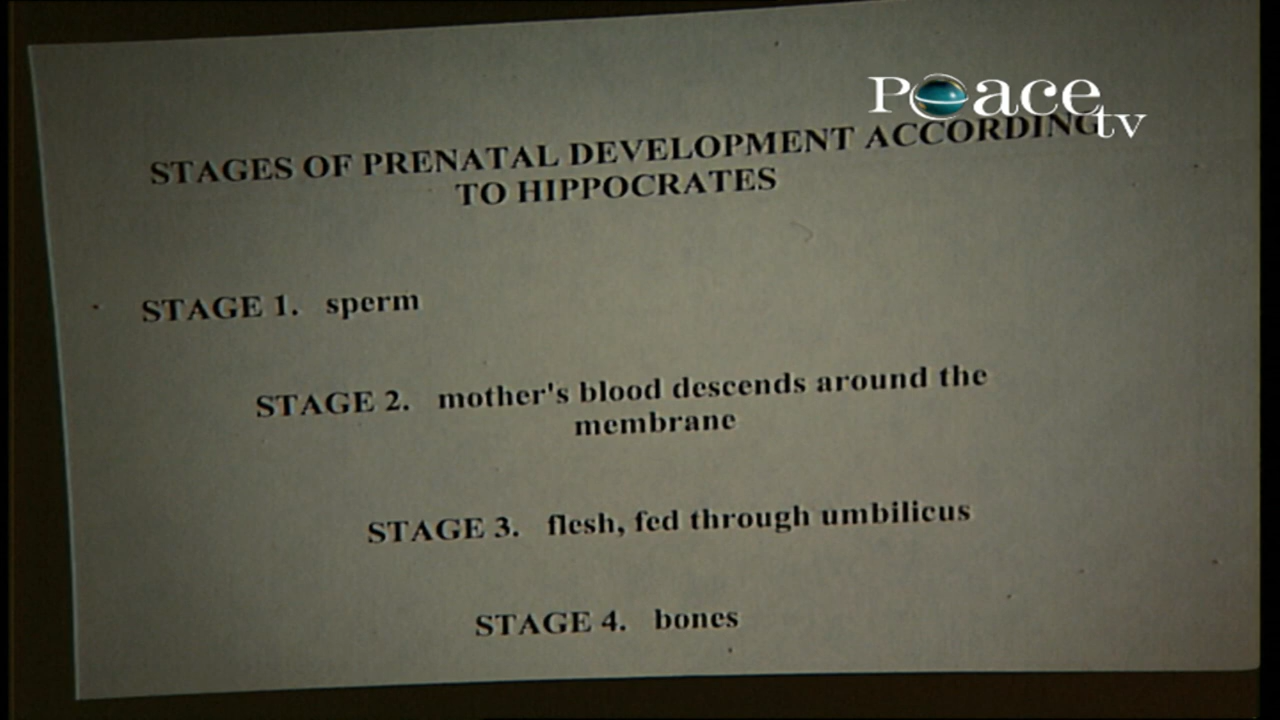 Peace tv
STAGES OF PRENATAL DEVELOPMENT ACCORDING
TO HIPPOCRATES
STAGE 1. sperm
STAGE 2. mother's blood descends around the
membrane
STAGE 3. flesh, fed through umbilicus
STAGE 4. bones